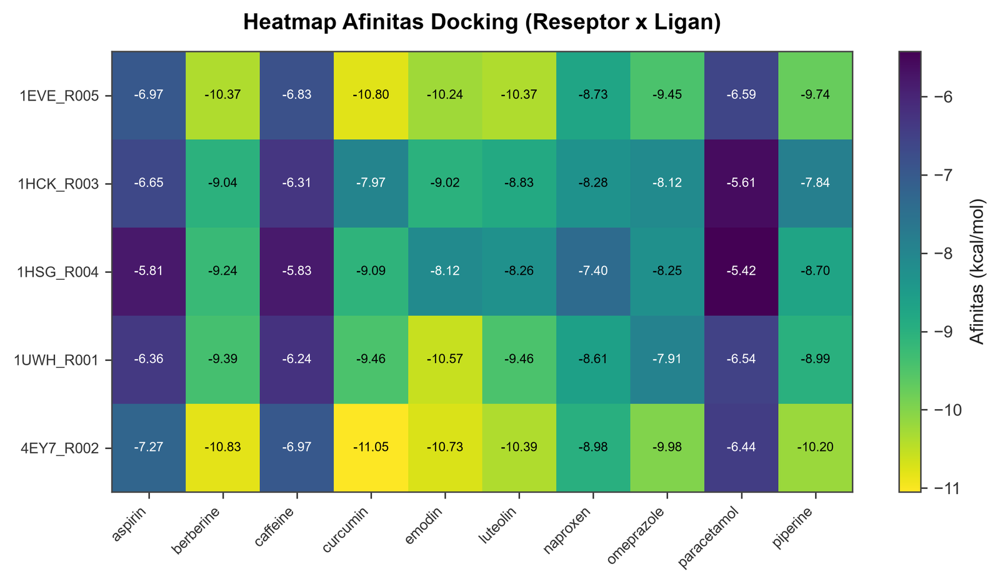 Heatmap Afinitas Docking (Reseptor x Ligan)
1EVE_R005 -6.97 -10.37 -6.83 -10.80 -10.24 -10.37 -8.73 -9.45 -6.59 -9.74
1HCK_R003 -6.65 -9.04 -6.31 -7.97 -9.02 -8.83 -8.28 -8.12 -5.61 -7.84
1HSG_R004 -5.81 -9.24 -5.83 -9.09 -8.12 -8.26 -7.40 -8.25 -5.42 -8.70
1UWH_R001 -6.36 -9.39 -6.24 -9.46 -10.57 -9.46 -8.61 -7.91 -6.54 -8.99
4EY7_R002 -7.27 -10.83 -6.97 -11.05 -10.73 -10.39 -8.98 -9.98 -6.44 -10.20
aspirin berberine caffeine curcumin emodin luteolin naproxen omeprazole paracetamol piperine
−6
−7
−8
−9
−10
−11
Afinitas (kcal/mol)